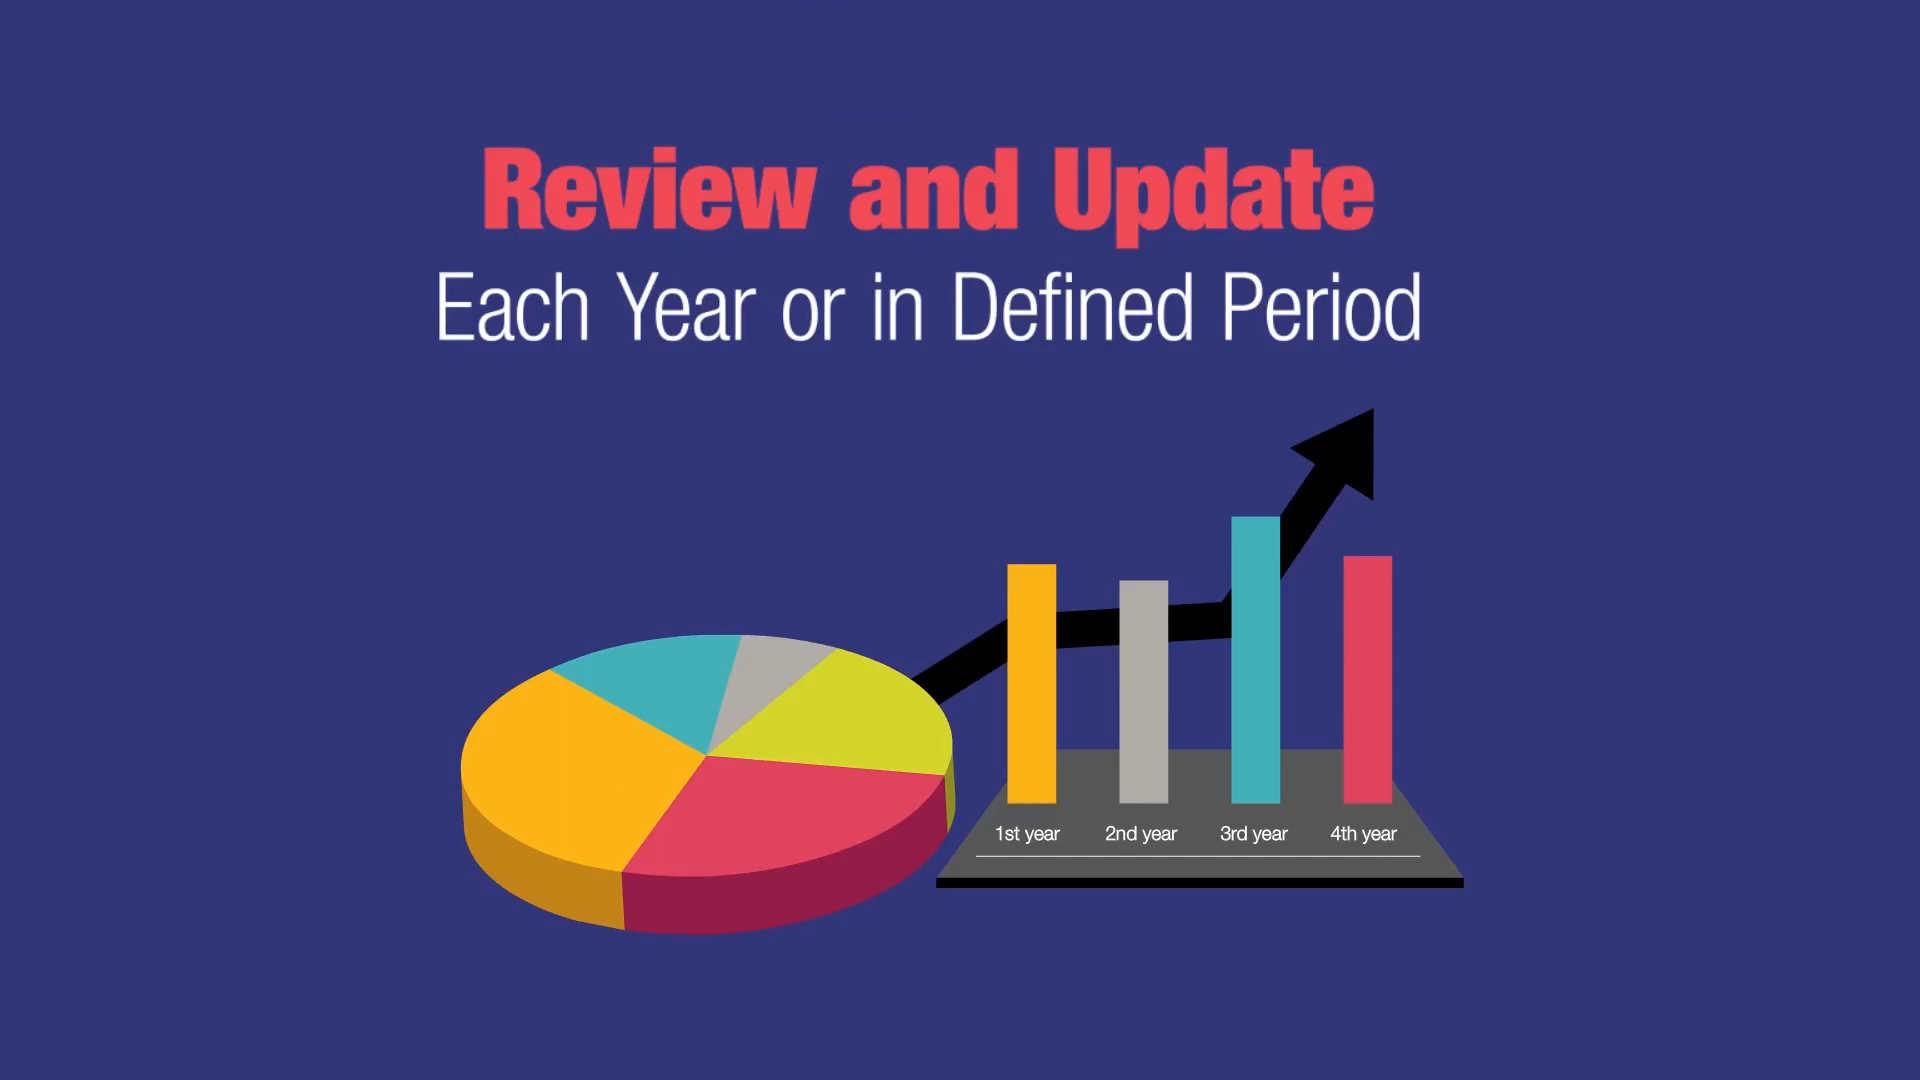 Review and Update
Each Year or in Defined Period
1st year 2nd year 3rd year 4th year